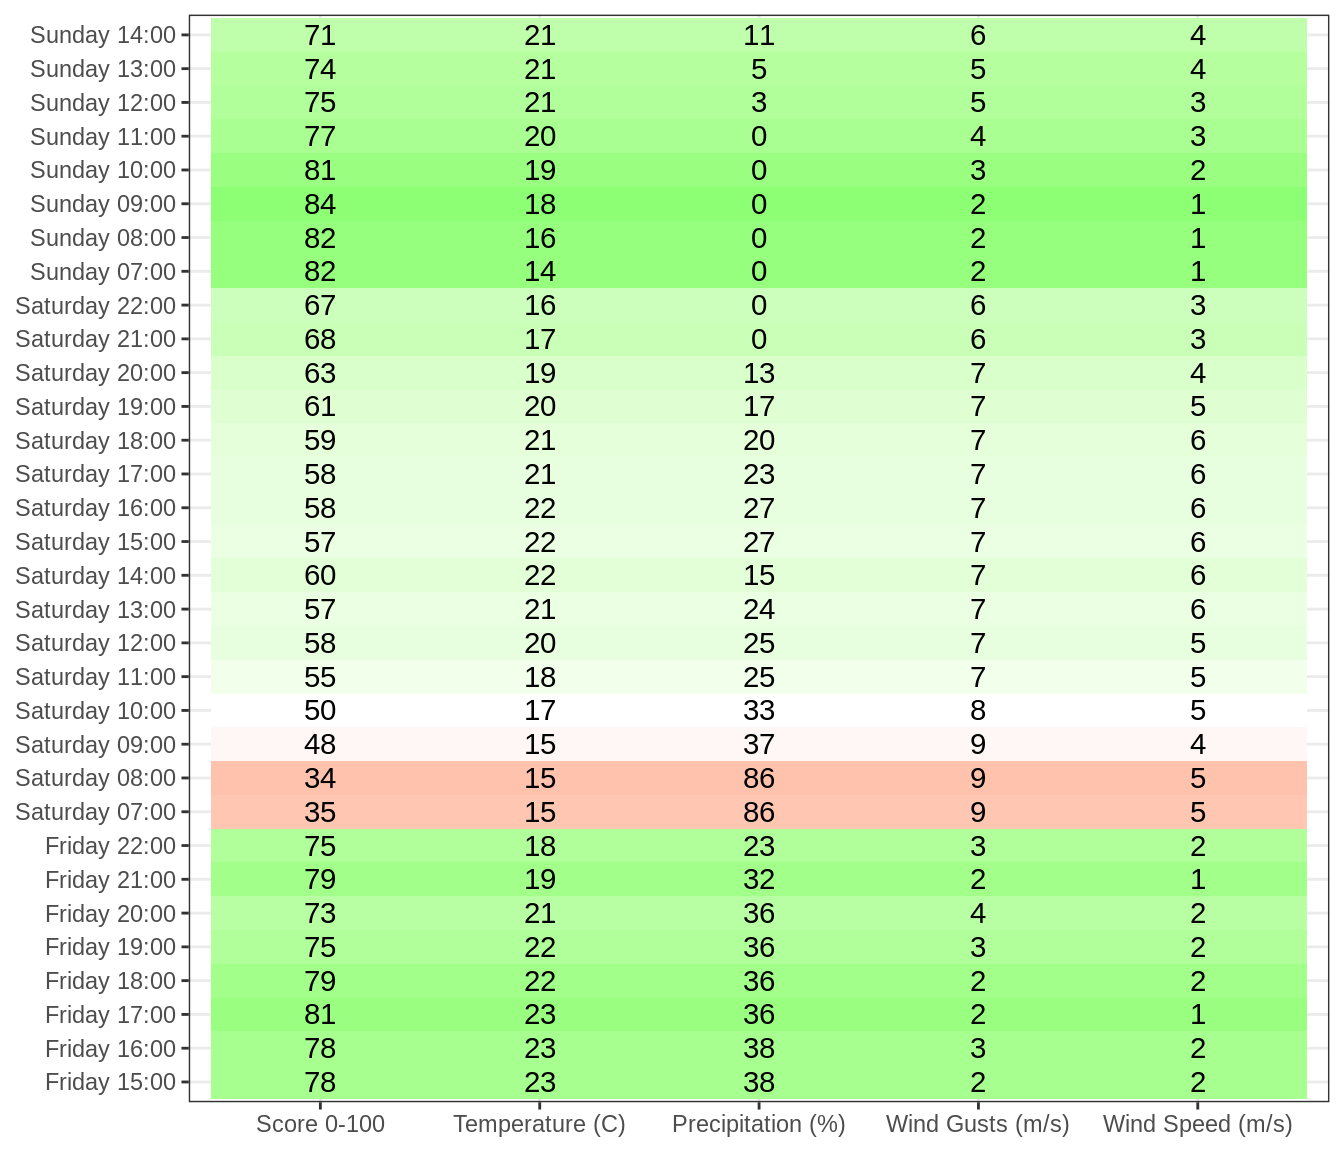 Sunday 14:00 71 21 11 6 4
Sunday 13:00 74 21 5 5 4
Sunday 12:00 75 21 3 5 3
Sunday 11:00 77 20 0 4 3
Sunday 10:00 81 19 0 3 2
Sunday 09:00 84 18 0 2 1
Sunday 08:00 82 16 0 2 1
Sunday 07:00 82 14 0 2 1
Saturday 22:00 67 16 0 6 3
Saturday 21:00 68 17 0 6 3
Saturday 20:00 63 19 13 7 4
Saturday 19:00 61 20 17 7 5
Saturday 18:00 59 21 20 7 6
Saturday 17:00 58 21 23 7 6
Saturday 16:00 58 22 27 7 6
Saturday 15:00 57 22 27 7 6
Saturday 14:00 60 22 15 7 6
Saturday 13:00 57 21 24 7 6
Saturday 12:00 58 20 25 7 5
Saturday 11:00 55 18 25 7 5
Saturday 10:00 50 17 33 8 5
Saturday 09:00 48 15 37 9 4
Saturday 08:00 34 15 86 9 5
Saturday 07:00 35 15 86 9 5
Friday 22:00 75 18 23 3 2
Friday 21:00 79 19 32 2 1
Friday 20:00 73 21 36 4 2
Friday 19:00 75 22 36 3 2
Friday 18:00 79 22 36 2 2
Friday 17:00 81 23 36 2 1
Friday 16:00 78 23 38 3 2
Friday 15:00 78 23 38 2 2
Score 0-100 Temperature (C) Precipitation (%) Wind Gusts (m/s) Wind Speed (m/s)